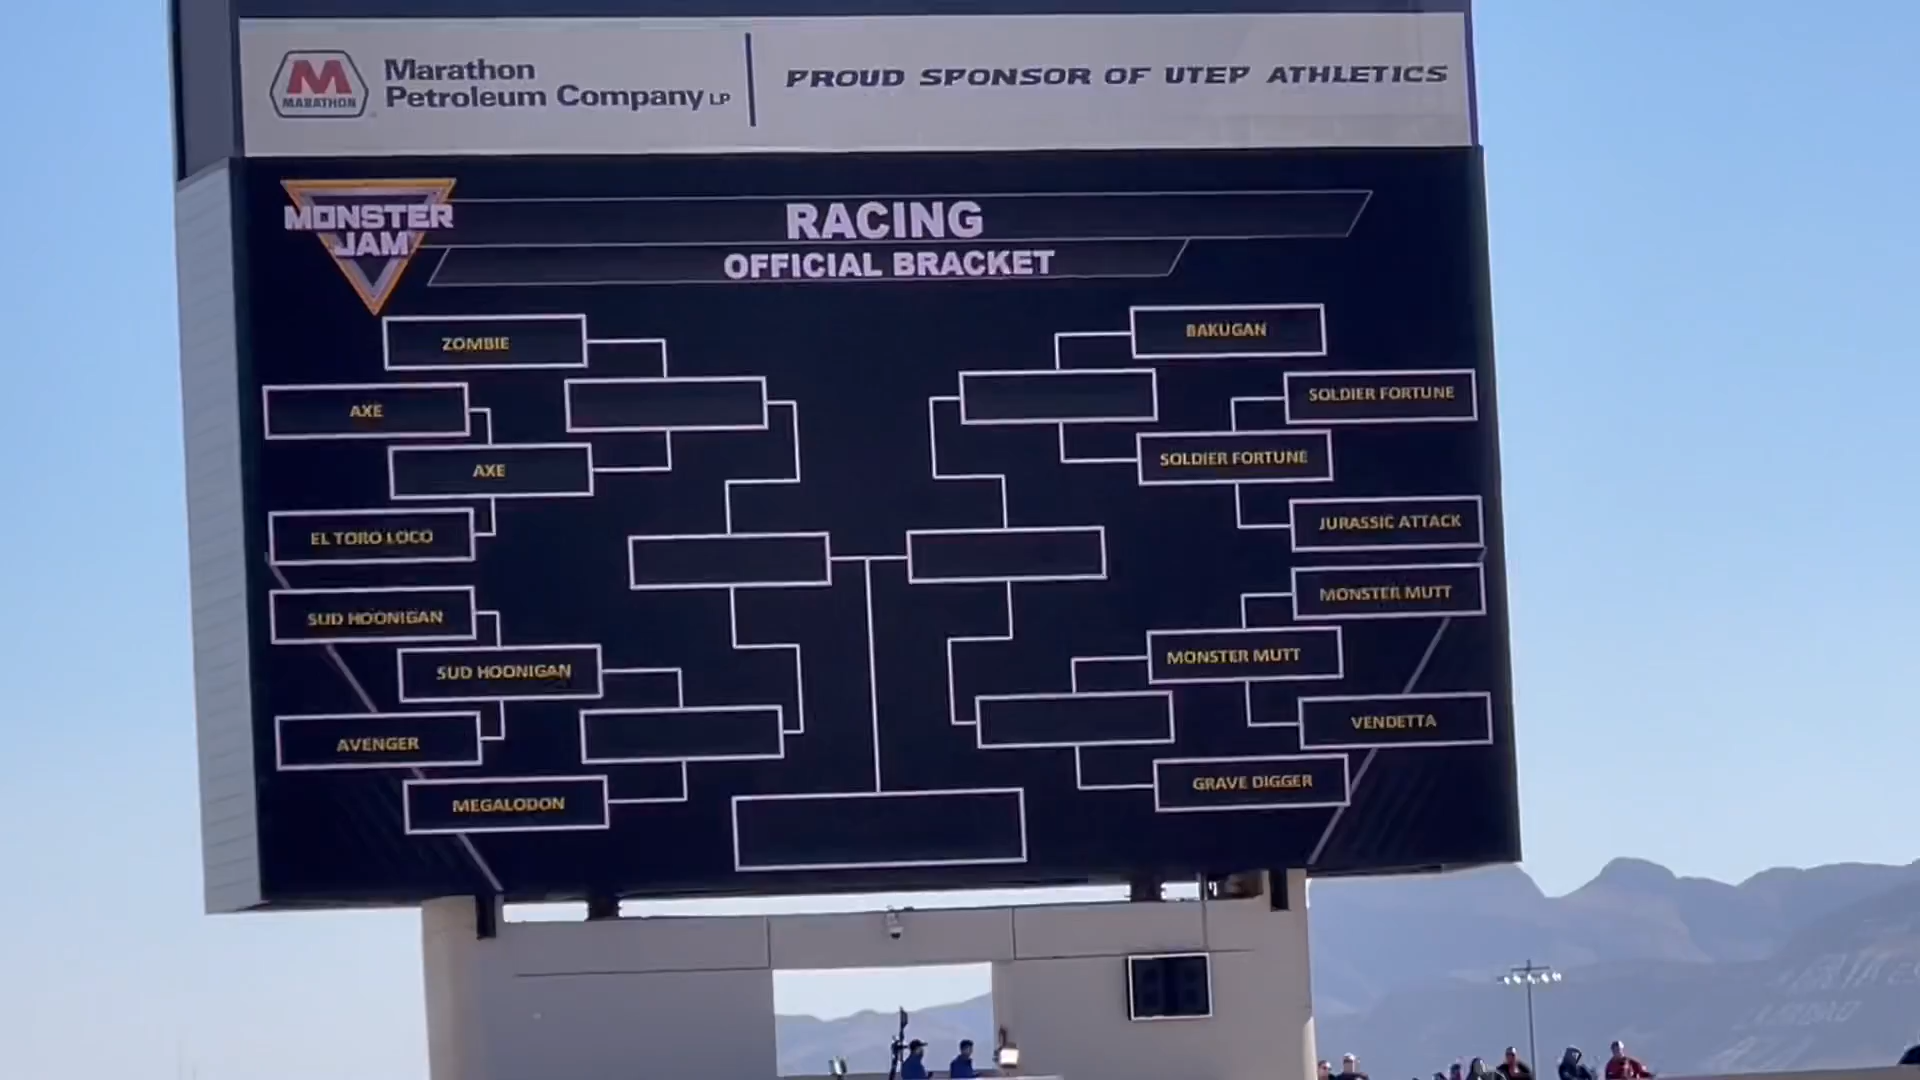 MARATHON
Marathon
Petroleum Company LP
PROUD SPONSOR OF UTEP ATHLETICS
MONSTER
JAM
RACING
OFFICIAL BRACKET
ZOMBIE
AXE
AXE
EL TORO LOCO
SUD HOONIGAN
SUD HOONIGAN
AVENGER
MEGALODON
BAKUGAN
SOLDIER FORTUNE
SOLDIER FORTUNE
JURASSIC ATTACK
MONSTER MUTT
MONSTER MUTT
VENDETTA
GRAVE DIGGER